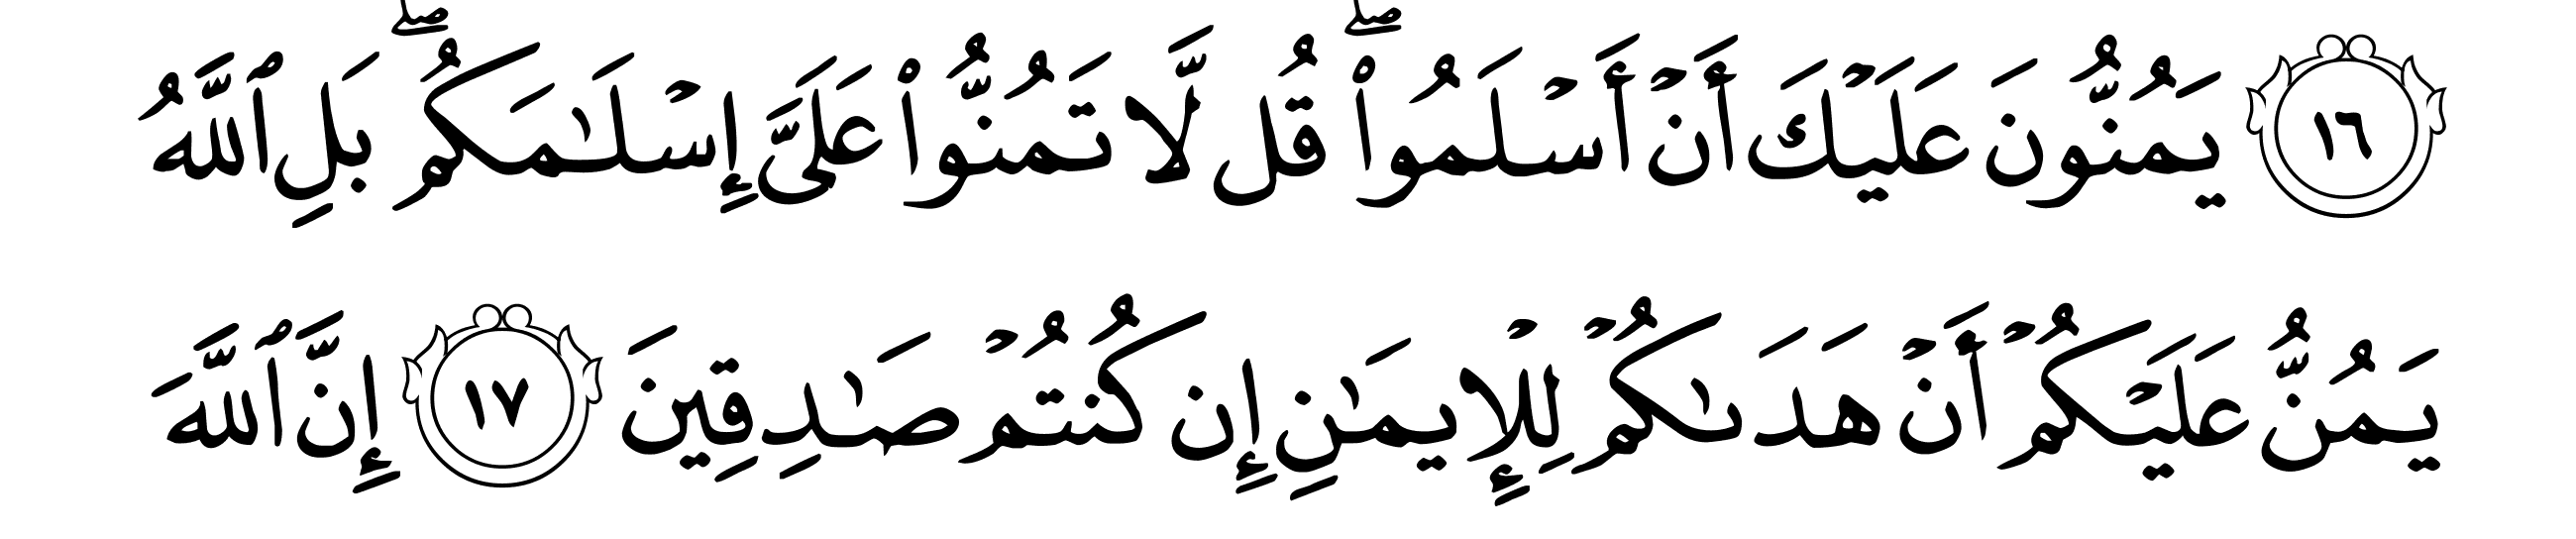 ١٦ يَمُنُّونَ عَلَيْكَ أَنْ أَسْلَمُوا۟ ۖ قُل لَّا تَمُنُّوا۟ عَلَىَّ إِسْلَـٰمَكُم ۖ بَلِ ٱللَّهُ
يَمُنُّ عَلَيْكُمْ أَنْ هَدَىٰكُمْ لِلْإِيمَـٰنِ إِن كُنتُمْ صَـٰدِقِينَ ١٧ إِنَّ ٱللَّهَ